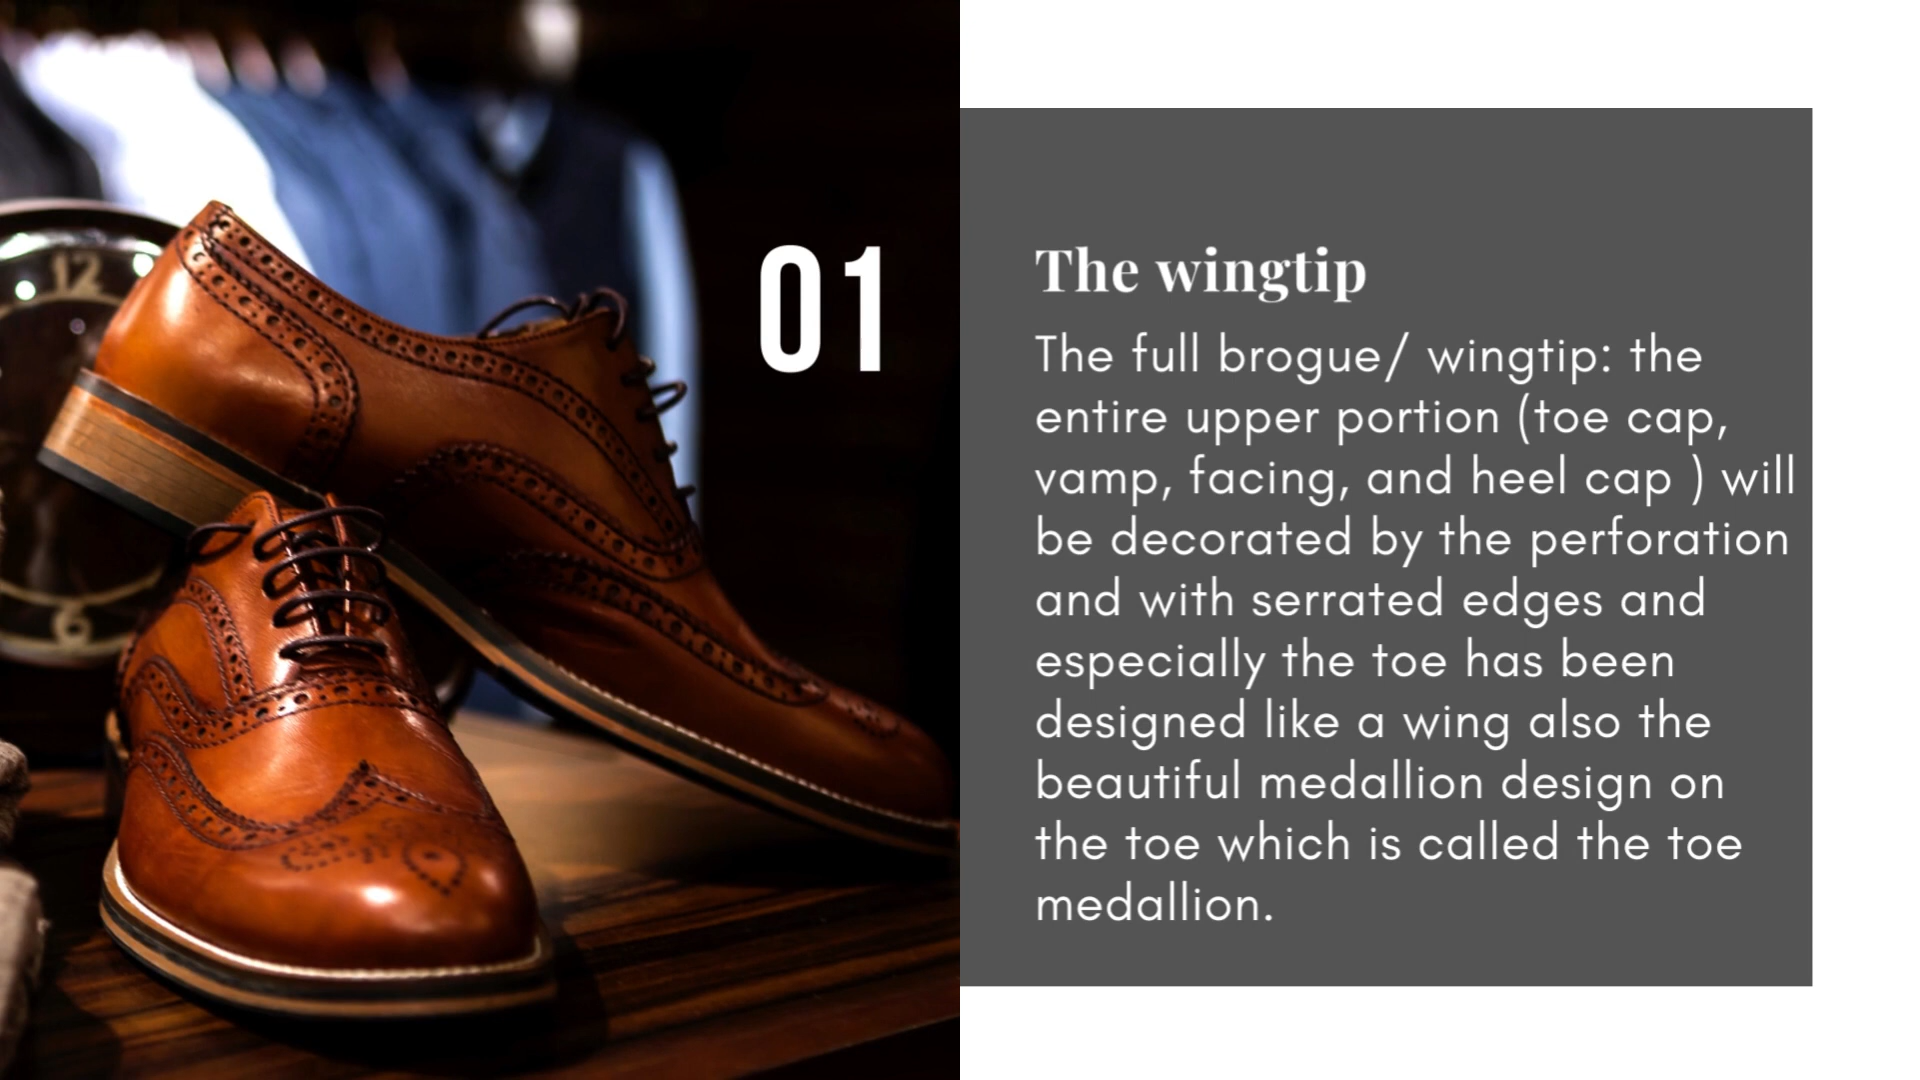 12
6
01
The wingtip
The full brogue/ wingtip: the
entire upper portion (toe cap,
vamp, facing, and heel cap ) will
be decorated by the perforation
and with serrated edges and
especially the toe has been
designed like a wing also the
beautiful medallion design on
the toe which is called the toe
medallion.